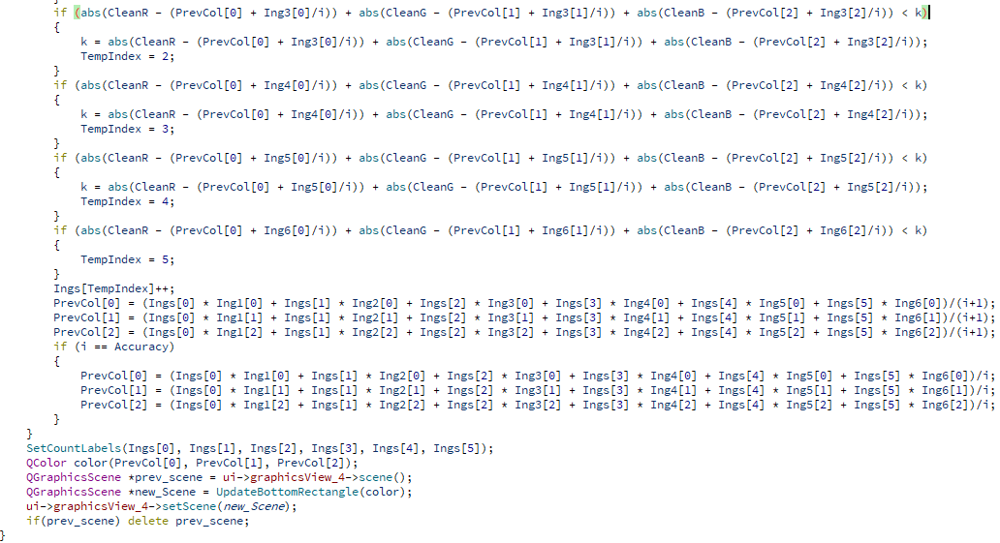 }
if (abs(CleanR - (PrevCol[0] + Ing3[0]/i)) + abs(CleanG - (PrevCol[1] + Ing3[1]/i)) + abs(CleanB - (PrevCol[2] + Ing3[2]/i)) < k)
{
k = abs(CleanR - (PrevCol[0] + Ing3[0]/i)) + abs(CleanG - (PrevCol[1] + Ing3[1]/i)) + abs(CleanB - (PrevCol[2] + Ing3[2]/i));
TempIndex = 2;
}
if (abs(CleanR - (PrevCol[0] + Ing4[0]/i)) + abs(CleanG - (PrevCol[1] + Ing4[1]/i)) + abs(CleanB - (PrevCol[2] + Ing4[2]/i)) < k)
{
k = abs(CleanR - (PrevCol[0] + Ing4[0]/i)) + abs(CleanG - (PrevCol[1] + Ing4[1]/i)) + abs(CleanB - (PrevCol[2] + Ing4[2]/i));
TempIndex = 3;
}
if (abs(CleanR - (PrevCol[0] + Ing5[0]/i)) + abs(CleanG - (PrevCol[1] + Ing5[1]/i)) + abs(CleanB - (PrevCol[2] + Ing5[2]/i)) < k)
{
k = abs(CleanR - (PrevCol[0] + Ing5[0]/i)) + abs(CleanG - (PrevCol[1] + Ing5[1]/i)) + abs(CleanB - (PrevCol[2] + Ing5[2]/i));
TempIndex = 4;
}
if (abs(CleanR - (PrevCol[0] + Ing6[0]/i)) + abs(CleanG - (PrevCol[1] + Ing6[1]/i)) + abs(CleanB - (PrevCol[2] + Ing6[2]/i)) < k)
{
TempIndex = 5;
}
Ings[TempIndex]++;
PrevCol[0] = (Ings[0] * Ing1[0] + Ings[1] * Ing2[0] + Ings[2] * Ing3[0] + Ings[3] * Ing4[0] + Ings[4] * Ing5[0] + Ings[5] * Ing6[0])/(i+1);
PrevCol[1] = (Ings[0] * Ing1[1] + Ings[1] * Ing2[1] + Ings[2] * Ing3[1] + Ings[3] * Ing4[1] + Ings[4] * Ing5[1] + Ings[5] * Ing6[1])/(i+1);
PrevCol[2] = (Ings[0] * Ing1[2] + Ings[1] * Ing2[2] + Ings[2] * Ing3[2] + Ings[3] * Ing4[2] + Ings[4] * Ing5[2] + Ings[5] * Ing6[2])/(i+1);
if (i == Accuracy)
{
PrevCol[0] = (Ings[0] * Ing1[0] + Ings[1] * Ing2[0] + Ings[2] * Ing3[0] + Ings[3] * Ing4[0] + Ings[4] * Ing5[0] + Ings[5] * Ing6[0])/i;
PrevCol[1] = (Ings[0] * Ing1[1] + Ings[1] * Ing2[1] + Ings[2] * Ing3[1] + Ings[3] * Ing4[1] + Ings[4] * Ing5[1] + Ings[5] * Ing6[1])/i;
PrevCol[2] = (Ings[0] * Ing1[2] + Ings[1] * Ing2[2] + Ings[2] * Ing3[2] + Ings[3] * Ing4[2] + Ings[4] * Ing5[2] + Ings[5] * Ing6[2])/i;
}
}
SetCountLabels(Ings[0], Ings[1], Ings[2], Ings[3], Ings[4], Ings[5]);
QColor color(PrevCol[0], PrevCol[1], PrevCol[2]);
QGraphicsScene *prev_scene = ui->graphicsView_4->scene();
QGraphicsScene *new_Scene = UpdateBottomRectangle(color);
ui->graphicsView_4->setScene(new_Scene);
if(prev_scene) delete prev_scene;
}